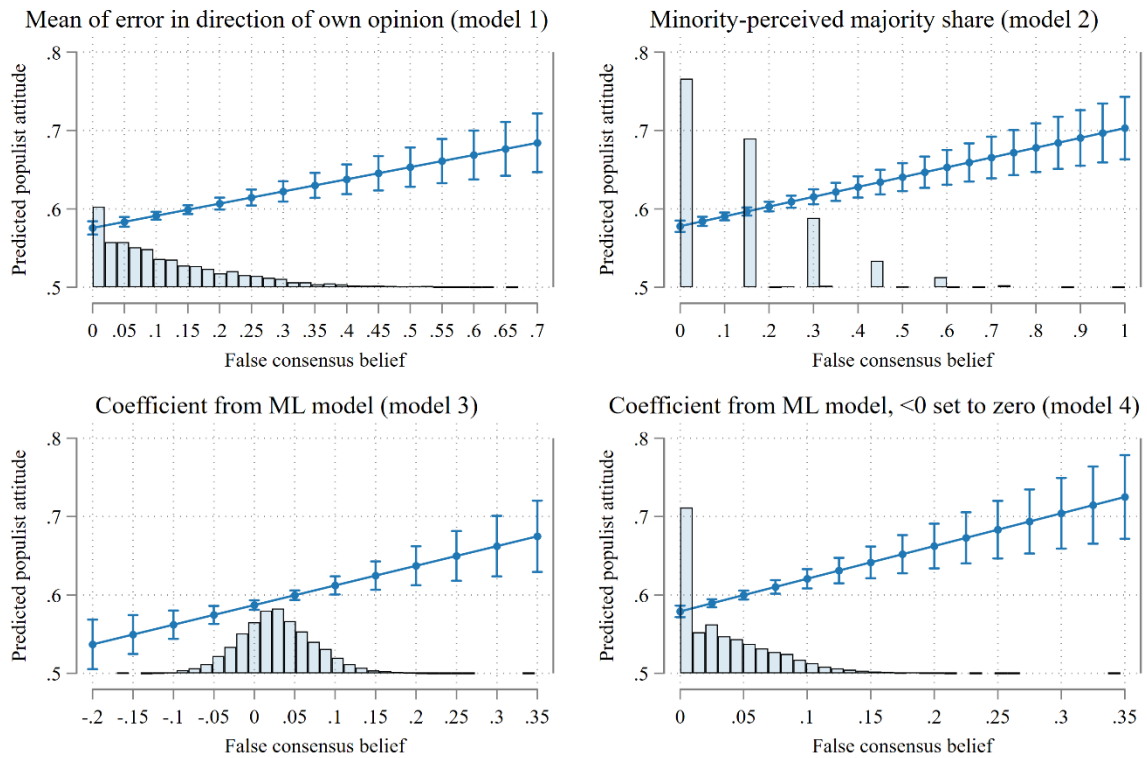 Mean of error in direction of own opinion (model 1)
Predicted populist attitude
.8
.7
.6
.5
0 .05 .1 .15 .2 .25 .3 .35 .4 .45 .5 .55 .6 .65 .7
False consensus belief
Minority-perceived majority share (model 2)
Predicted populist attitude
.8
.7
.6
.5
0 .1 .2 .3 .4 .5 .6 .7 .8 .9 1
False consensus belief
Coefficient from ML model (model 3)
Predicted populist attitude
.8
.7
.6
.5
-.2 -.15 -.1 -.05 0 .05 .1 .15 .2 .25 .3 .35
False consensus belief
Coefficient from ML model, <0 set to zero (model 4)
Predicted populist attitude
.8
.7
.6
.5
0 .05 .1 .15 .2 .25 .3 .35
False consensus belief